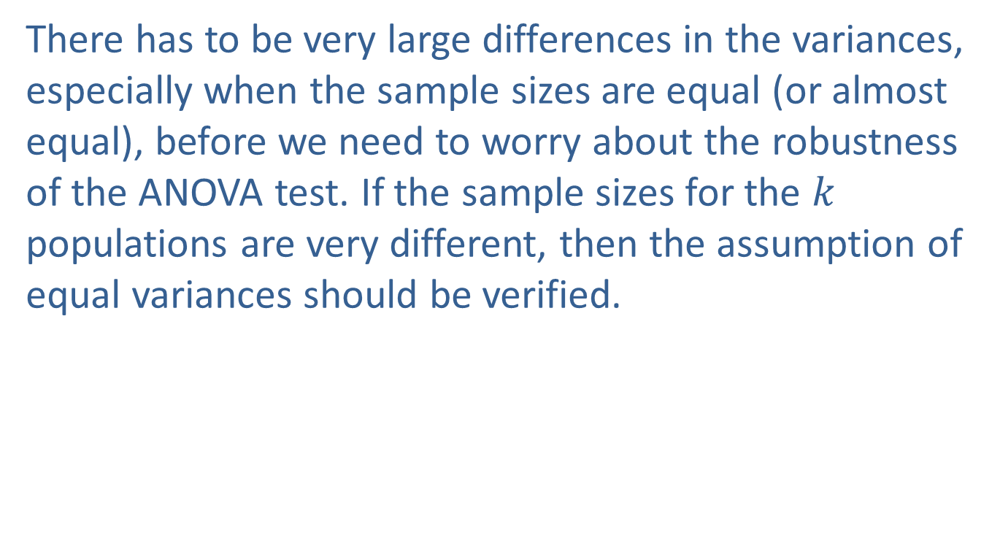 There has to be very large differences in the variances,
especially when the sample sizes are equal (or almost
equal), before we need to worry about the robustness
of the ANOVA test. If the sample sizes for the 𝑘
populations are very different, then the assumption of
equal variances should be verified.